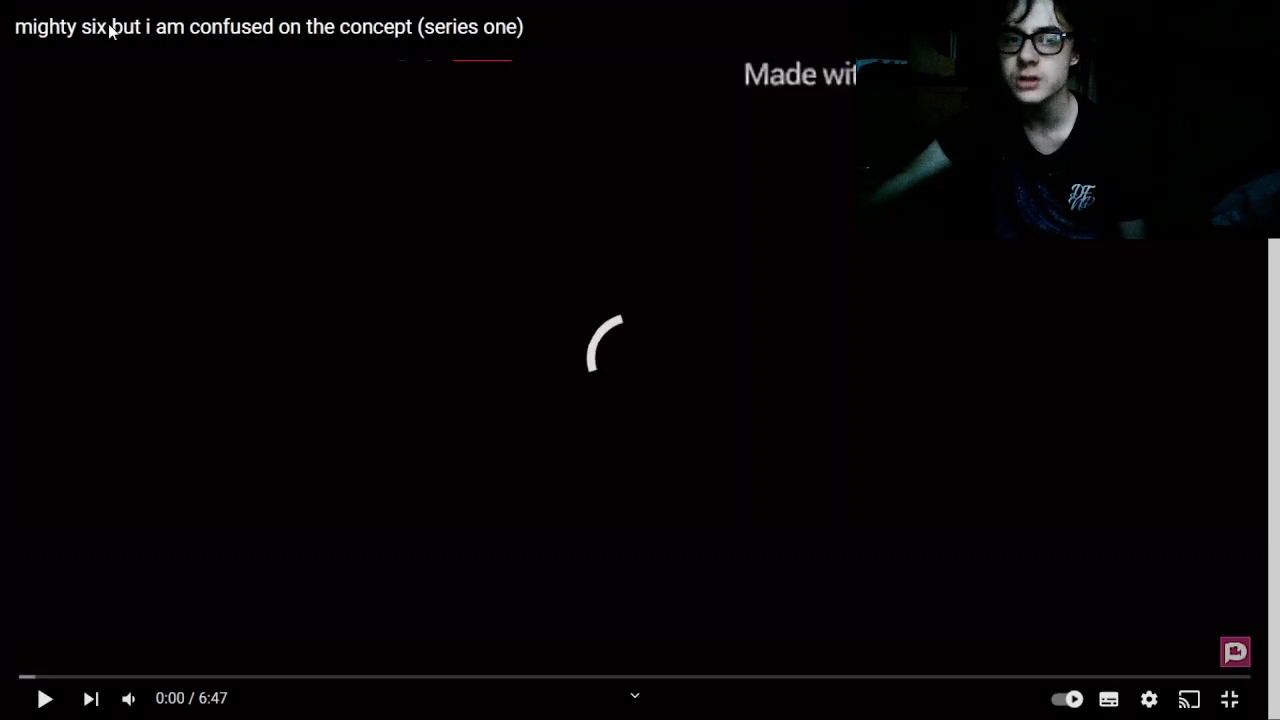 mighty six but i am confused on the concept (series one)
Made wit
0:00 / 6:47